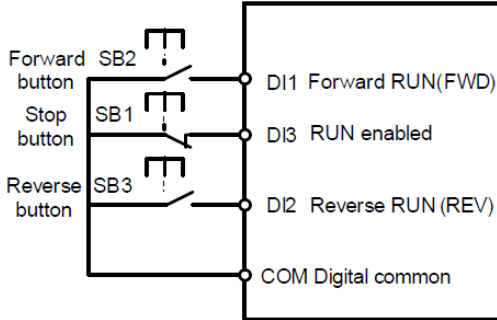 Forward button SB2
DI1 Forward RUN(FWD)
Stop button SB1
DI3 RUN enabled
Reverse button SB3
DI2 Reverse RUN (REV)
COM Digital common